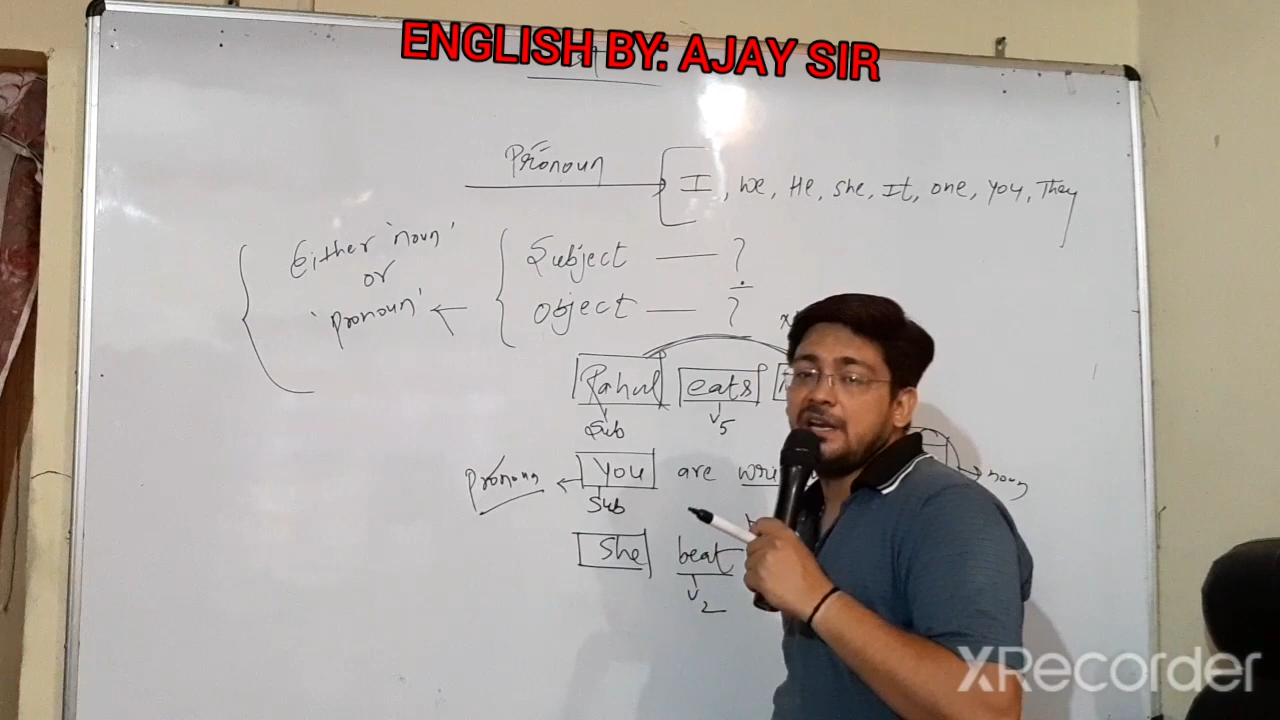 ENGLISH BY: AJAY SIR
Pronoun
I, we, He, she, It, one, you, They
Either 'noun'
or
'pronoun'
Subject — ?
object — ?
Rahul eats
Sub
V5
Pronoun
You are wri
Sub
noun
She beat
V2
XRecorder